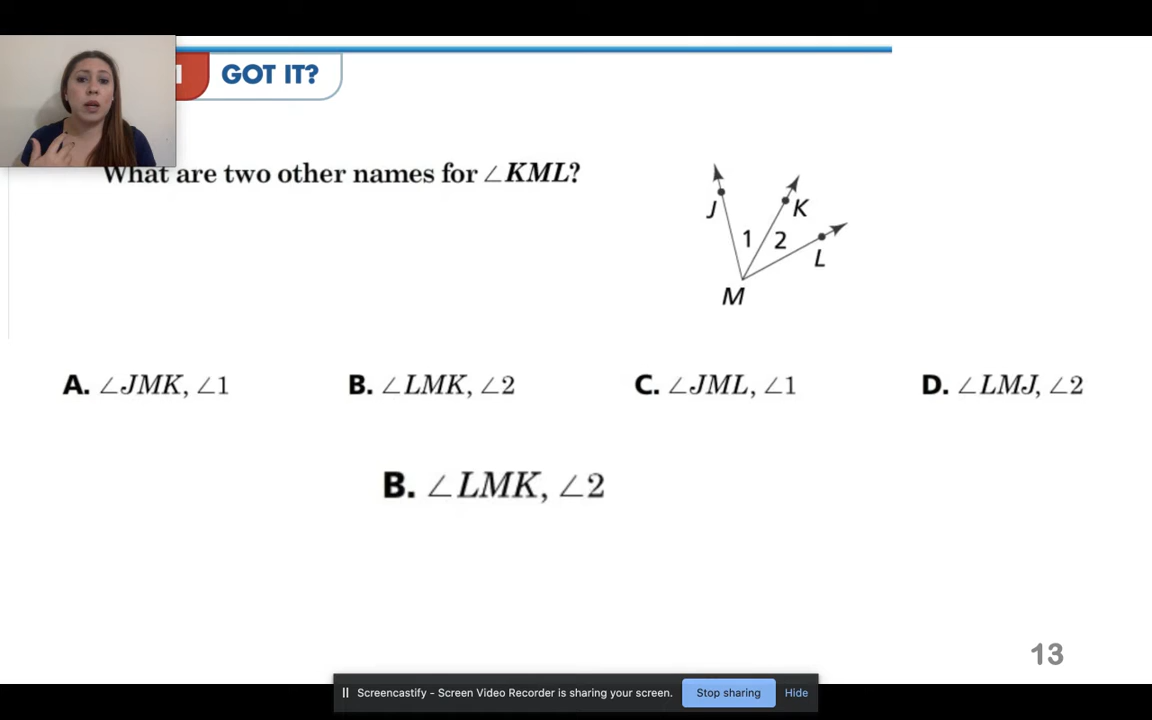 GOT IT?
What are two other names for ∠KML?
J
K
1
2
L
M
A. ∠JMK, ∠1
B. ∠LMK, ∠2
C. ∠JML, ∠1
D. ∠LMJ, ∠2
B. ∠LMK, ∠2
13
Screencastify - Screen Video Recorder is sharing your screen.
Stop sharing
Hide